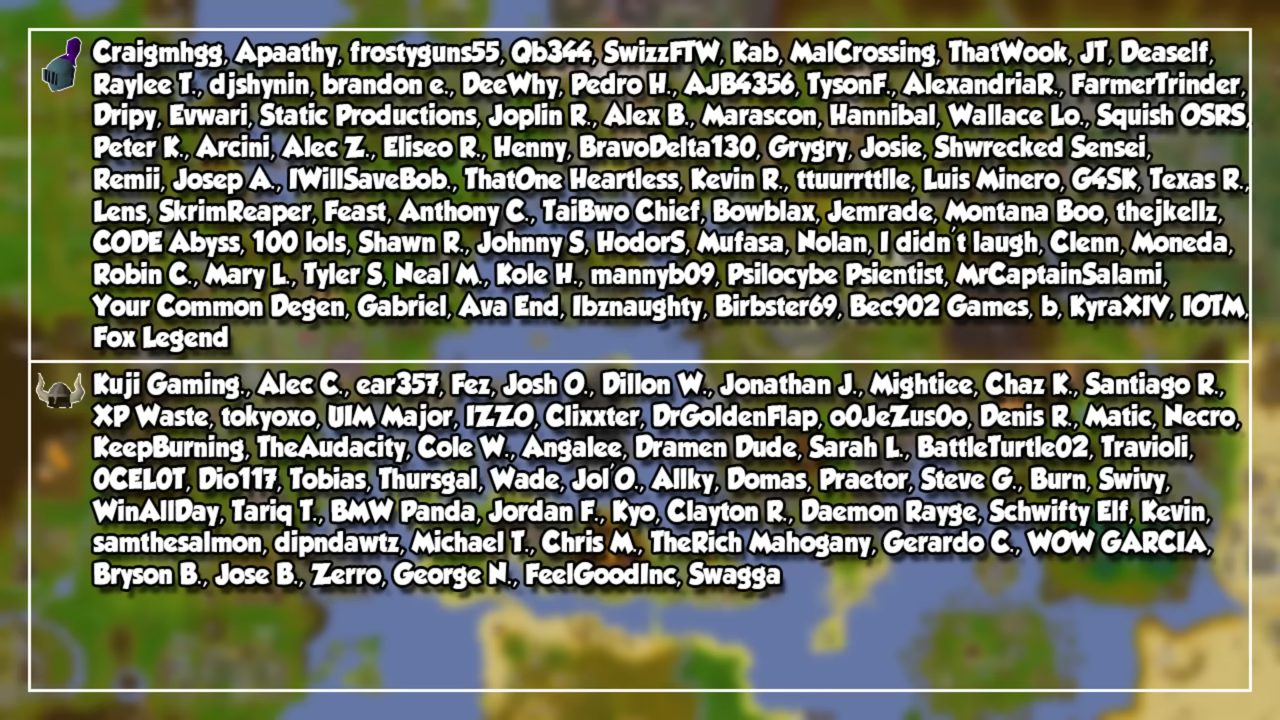 Craigmhgg, Apaathy, frostyguns55, Qb344, SwizzFTW, Kab, MalCrossing, ThatWook, JT, Deaself,
Raylee T., djshynin, brandon e., DeeWhy, Pedro H., AJB4356, TysonF., AlexandriaR., FarmerTrinder,
Dripy, Evwari, Static Productions, Joplin R., Alex B., Marascon, Hannibal, Wallace Lo., Squish OSRS,
Peter K., Arcini, Alec Z., Eliseo R., Henny, BravoDelta130, Grygry, Josie, Shwrecked Sensei,
Remii, Josep A., IWillSaveBob., ThatOne Heartless, Kevin R., ttuurrttlle, Luis Minero, G4SK, Texas R.,
Lens, SkrimReaper, Feast, Anthony C., TaiBwo Chief, Bowblax, Jemrade, Montana Boo, thejkellz,
CODE Abyss, 100 lols, Shawn R., Johnny S, HodorS, Mufasa, Nolan, I didn't laugh, Clenn, Moneda,
Robin C., Mary L., Tyler S, Neal M., Kole H., mannyb09, Psilocybe Psientist, MrCaptainSalami,
Your Common Degen, Gabriel, Ava End, Ibznaughty, Birbster69, Bec902 Games, b, KyraXIV, IOTM,
Fox Legend
Kuji Gaming., Alec C., ear357, Fez, Josh O., Dillon W., Jonathan J., Mightiee, Chaz K., Santiago R.,
XP Waste, tokyoxo, UIM Major, IZZO, Clixxter, DrGoldenFlap, o0JeZus0o, Denis R., Matic, Necro,
KeepBurning, TheAudacity, Cole W., Angalee, Dramen Dude, Sarah L., BattleTurtle02, Travioli,
OCELOT, Dio117, Tobias, Thursgal, Wade, Jol'O., Allky, Domas, Praetor, Steve G., Burn, Swivy,
WinAllDay, Tariq T., BMW Panda, Jordan F., Kyo, Clayton R., Daemon Rayge, Schwifty Elf, Kevin,
samthesalmon, dipndawtz, Michael T., Chris M., TheRich Mahogany, Gerardo C., WOW GARCIA,
Bryson B., Jose B., Zerro, George N., FeelGoodInc, Swagga